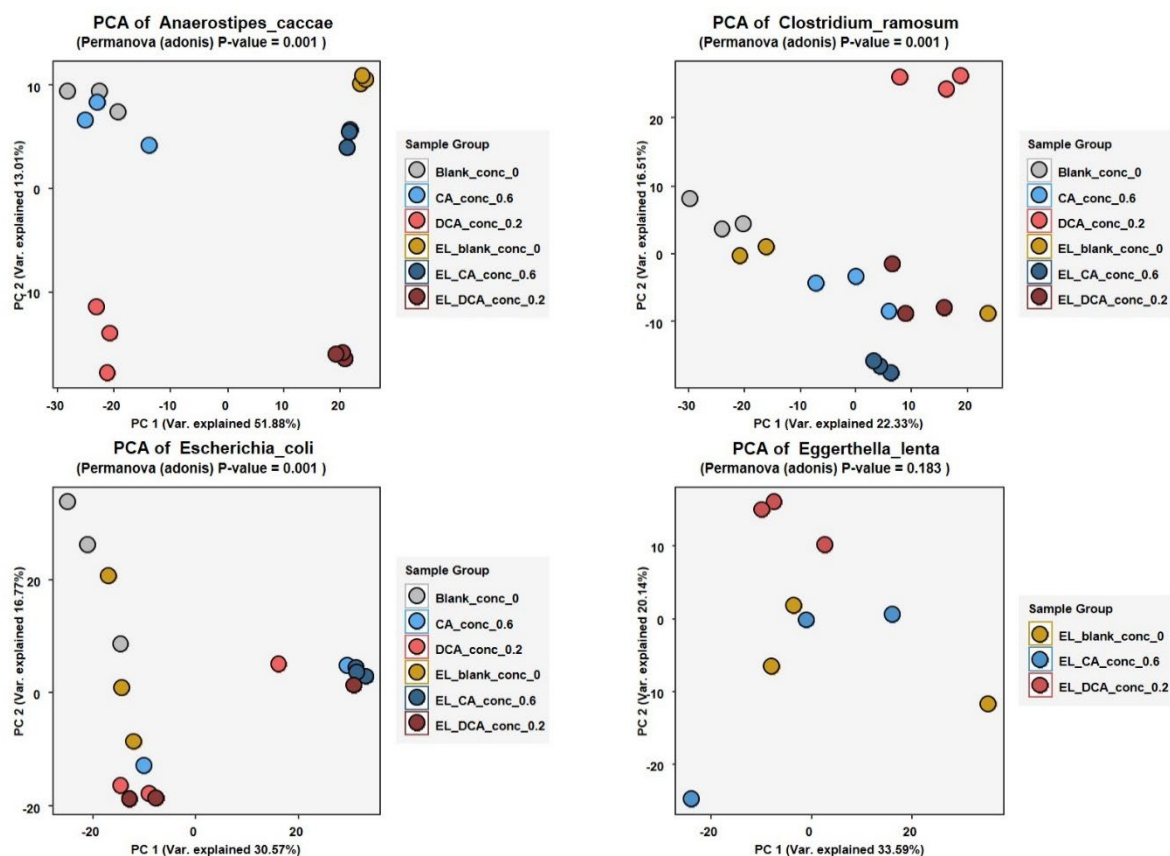 PCA of Anaerostipes_caccae
(Permanova (adonis) P-value = 0.001 )
10
0
-10
PC 2 (Var. explained 13.01%)
-30
-20
-10
0
10
20
PC 1 (Var. explained 51.88%)
Sample Group
Blank_conc_0
CA_conc_0.6
DCA_conc_0.2
EL_blank_conc_0
EL_CA_conc_0.6
EL_DCA_conc_0.2
PCA of Clostridium_ramosum
(Permanova (adonis) P-value = 0.001 )
20
10
0
-10
PC 2 (Var. explained 16.51%)
-30
-20
-10
0
10
20
PC 1 (Var. explained 22.33%)
Sample Group
Blank_conc_0
CA_conc_0.6
DCA_conc_0.2
EL_blank_conc_0
EL_CA_conc_0.6
EL_DCA_conc_0.2
PCA of Escherichia_coli
(Permanova (adonis) P-value = 0.001 )
20
0
-20
PC 2 (Var. explained 16.77%)
-20
0
20
PC 1 (Var. explained 30.57%)
Sample Group
Blank_conc_0
CA_conc_0.6
DCA_conc_0.2
EL_blank_conc_0
EL_CA_conc_0.6
EL_DCA_conc_0.2
PCA of Eggerthella_lenta
(Permanova (adonis) P-value = 0.183 )
10
0
-10
-20
PC 2 (Var. explained 20.14%)
-20
0
20
PC 1 (Var. explained 33.59%)
Sample Group
EL_blank_conc_0
EL_CA_conc_0.6
EL_DCA_conc_0.2